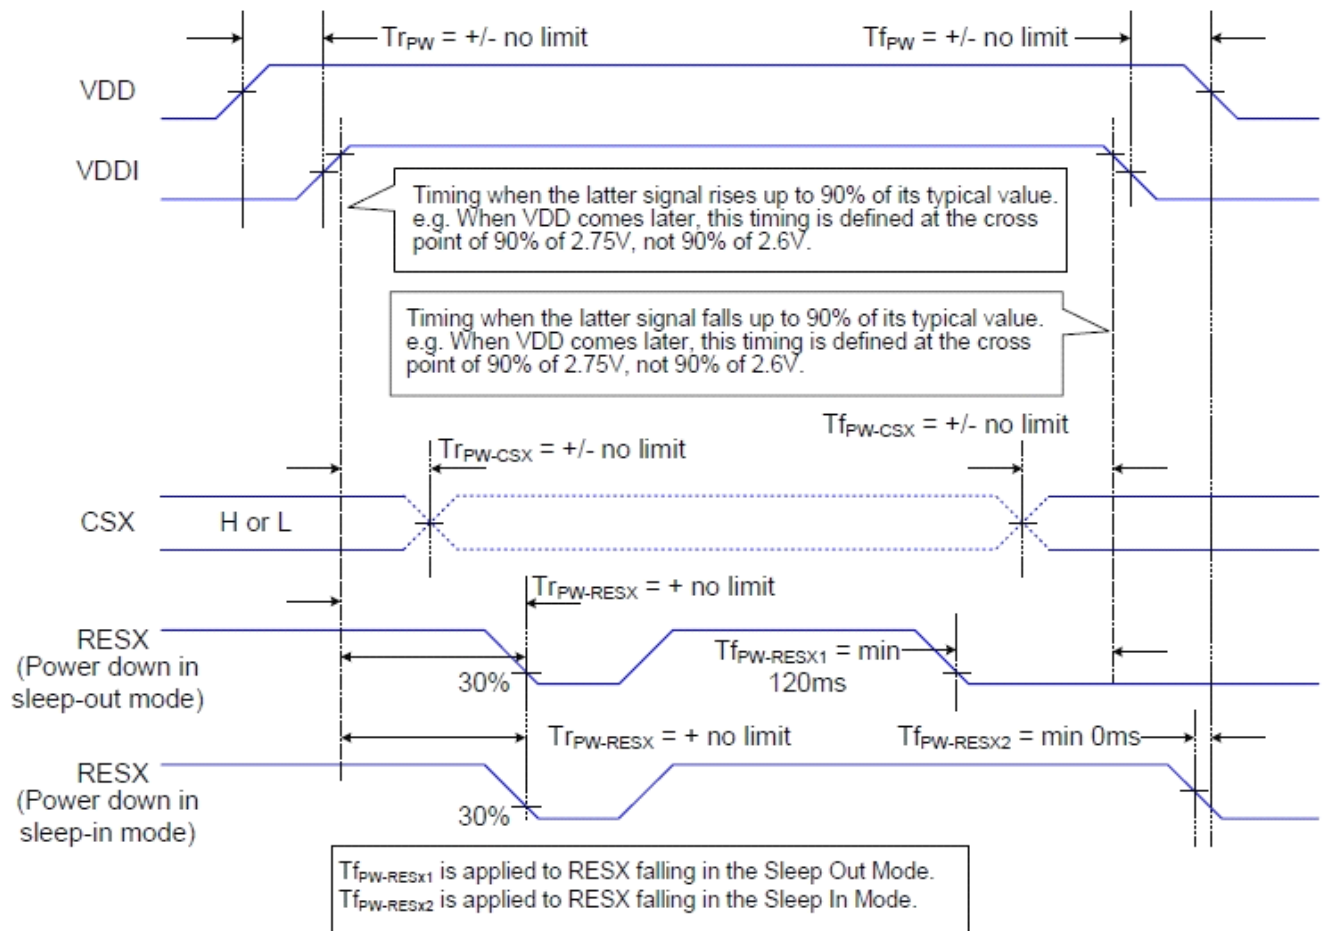 TrPW = +/- no limit
TfPW = +/- no limit
VDD
VDDI
Timing when the latter signal rises up to 90% of its typical value.
e.g. When VDD comes later, this timing is defined at the cross
point of 90% of 2.75V, not 90% of 2.6V.
Timing when the latter signal falls up to 90% of its typical value.
e.g. When VDD comes later, this timing is defined at the cross
point of 90% of 2.75V, not 90% of 2.6V.
TfPW-CSX = +/- no limit
TrPW-CSX = +/- no limit
CSX
H or L
TrPW-RESX = + no limit
RESX
(Power down in
sleep-out mode)
30%
TfPW-RESX1 = min
120ms
TrPW-RESX = + no limit
TfPW-RESX2 = min 0ms
RESX
(Power down in
sleep-in mode)
30%
TfPW-RESx1 is applied to RESX falling in the Sleep Out Mode.
TfPW-RESx2 is applied to RESX falling in the Sleep In Mode.